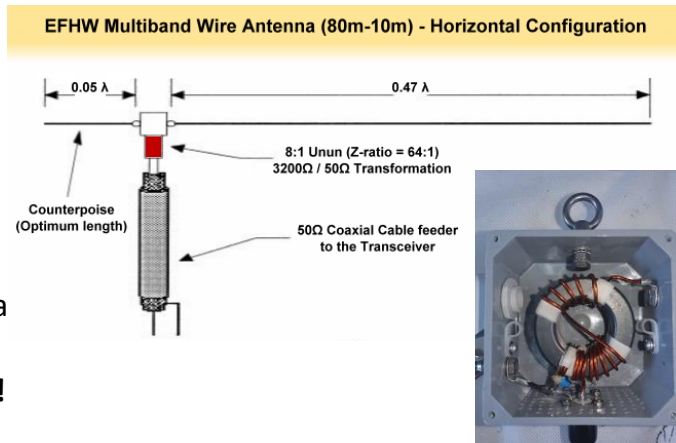 EFHW Multiband Wire Antenna (80m-10m) - Horizontal Configuration
0.05 λ
0.47 λ
8:1 Unun (Z-ratio = 64:1)
3200Ω / 50Ω Transformation
Counterpoise
(Optimum length)
50Ω Coaxial Cable feeder
to the Transceiver
a
!